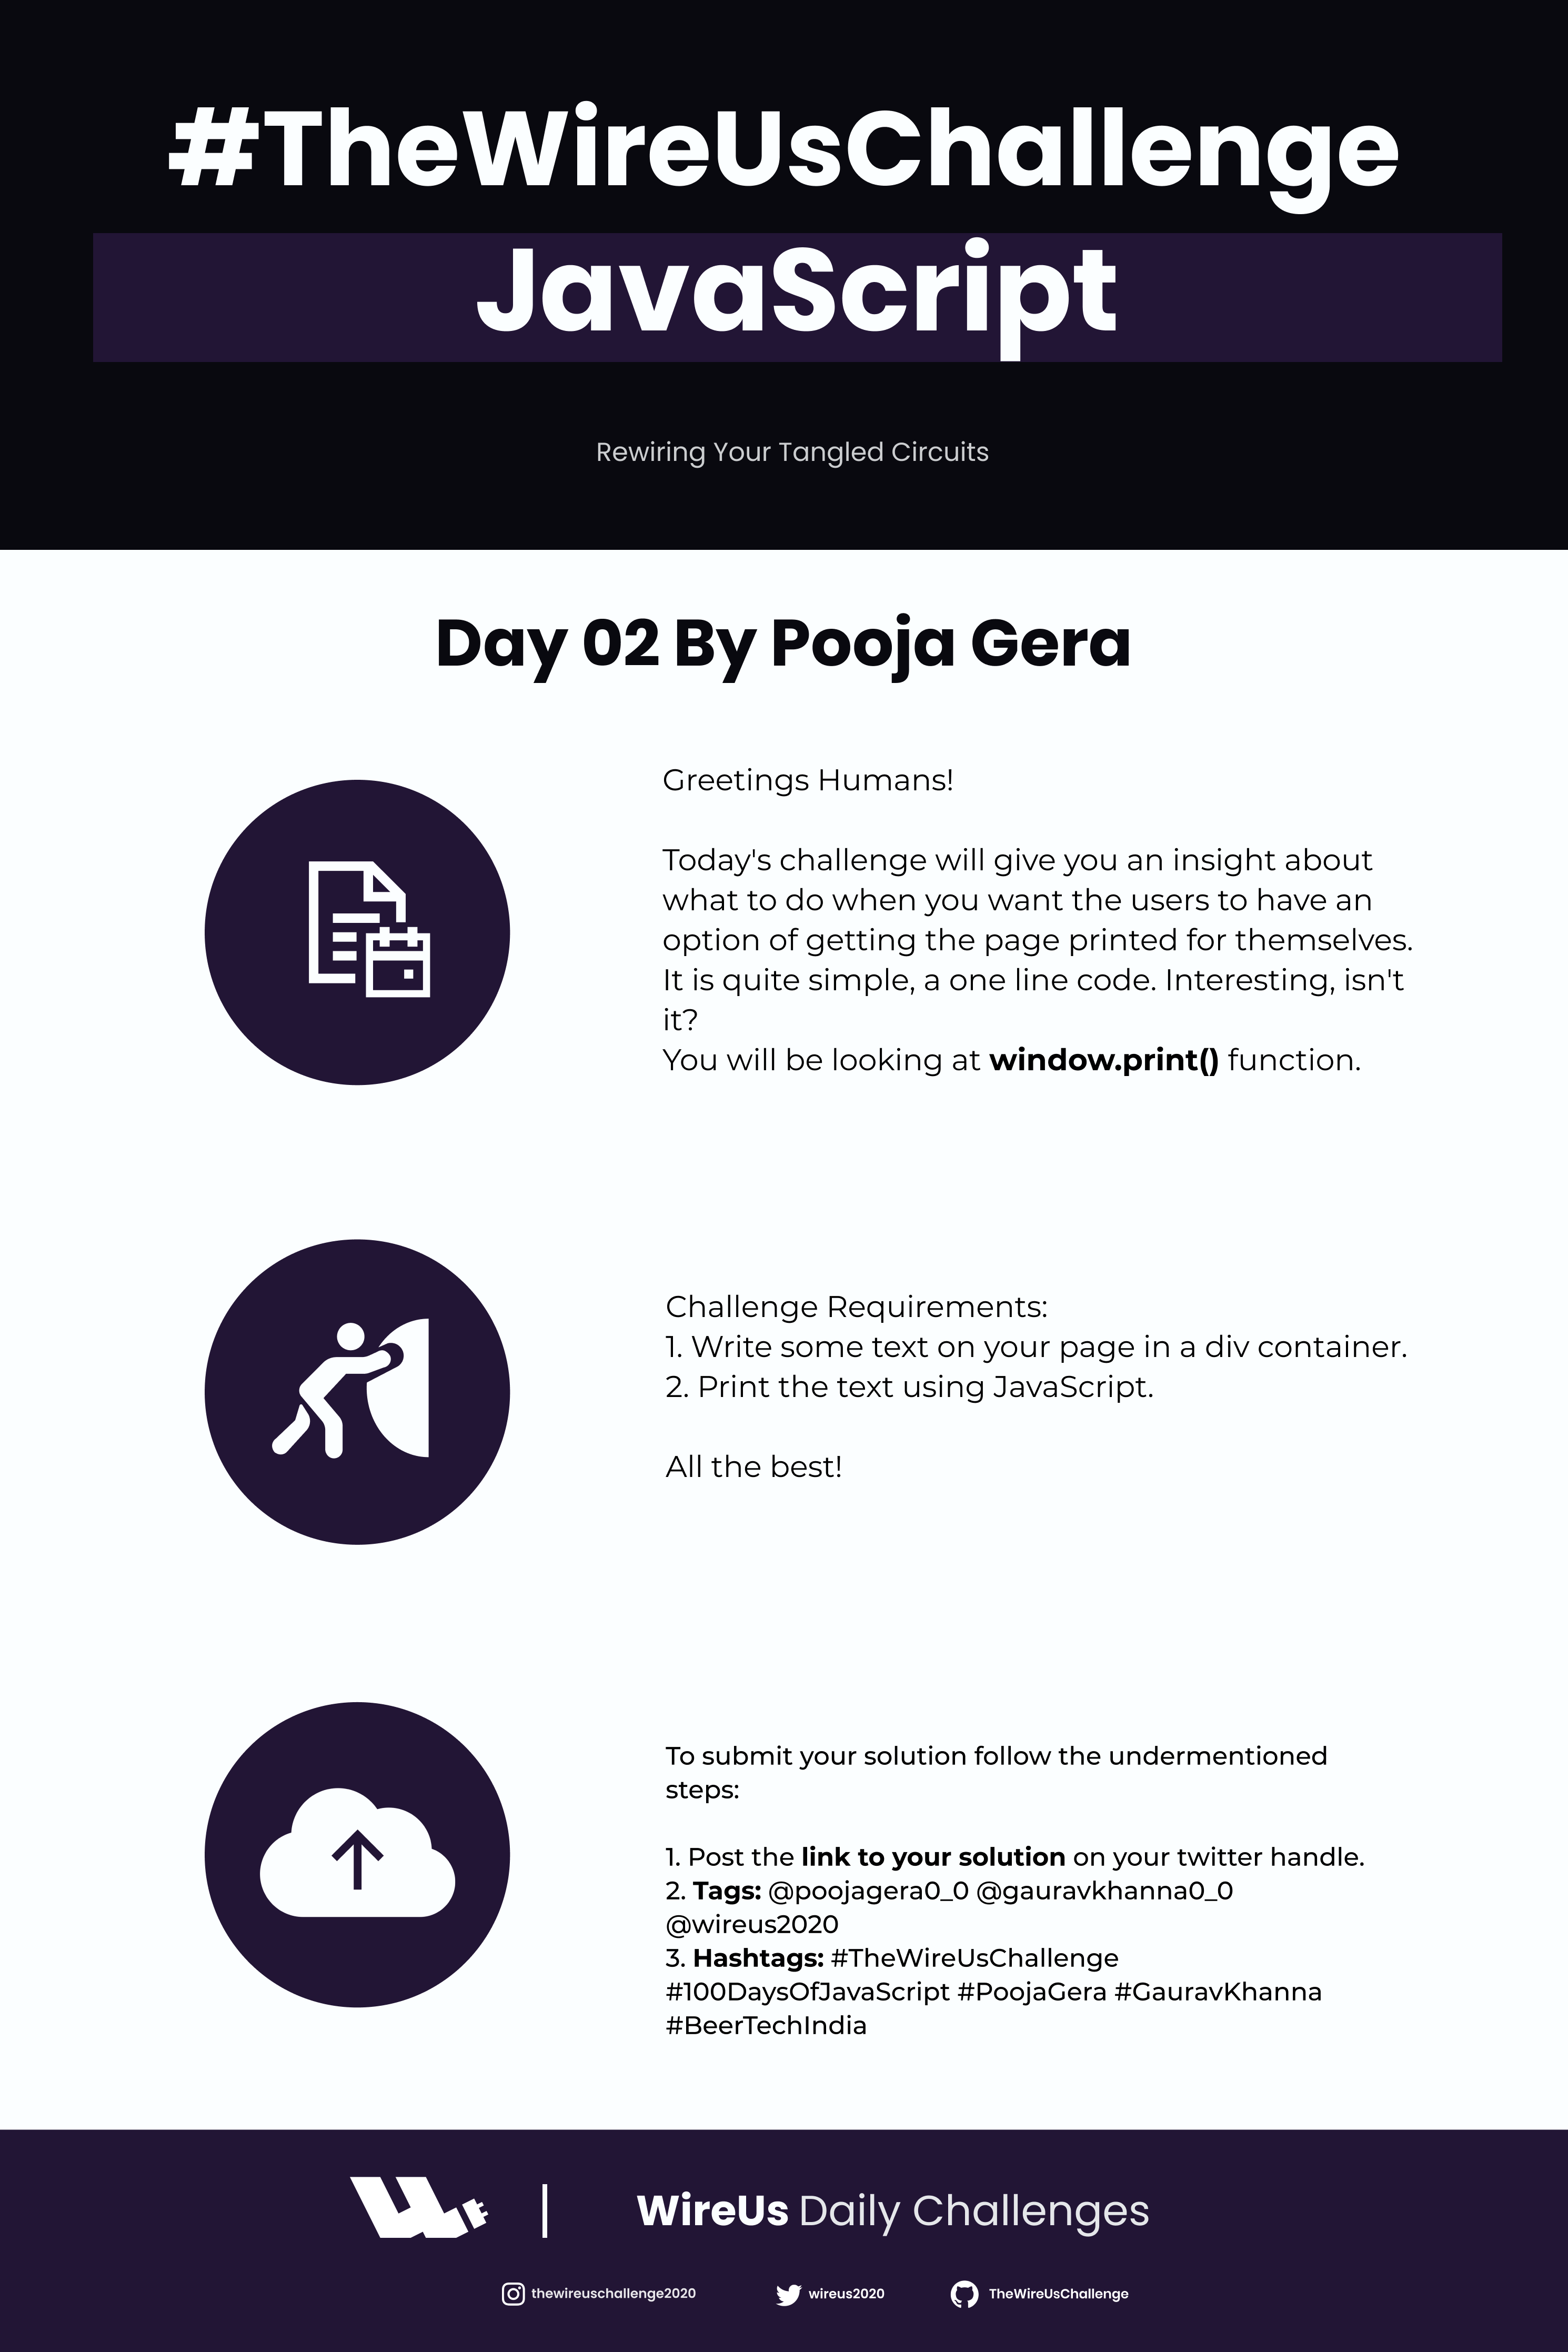 #TheWireUsChallenge
JavaScript
Rewiring Your Tangled Circuits
Day 02 By Pooja Gera
Greetings Humans!
Today's challenge will give you an insight about
what to do when you want the users to have an
option of getting the page printed for themselves.
It is quite simple, a one line code. Interesting, isn't
it?
You will be looking at window.print() function.
Challenge Requirements:
1. Write some text on your page in a div container.
2. Print the text using JavaScript.
All the best!
To submit your solution follow the undermentioned
steps:
1. Post the link to your solution on your twitter handle.
2. Tags: @poojagera0_0 @gauravkhanna0_0
@wireus2020
3. Hashtags: #TheWireUsChallenge
#100DaysOfJavaScript #PoojaGera #GauravKhanna
#BeerTechIndia
WireUs Daily Challenges
thewireuschallenge2020 wireus2020 TheWireUsChallenge